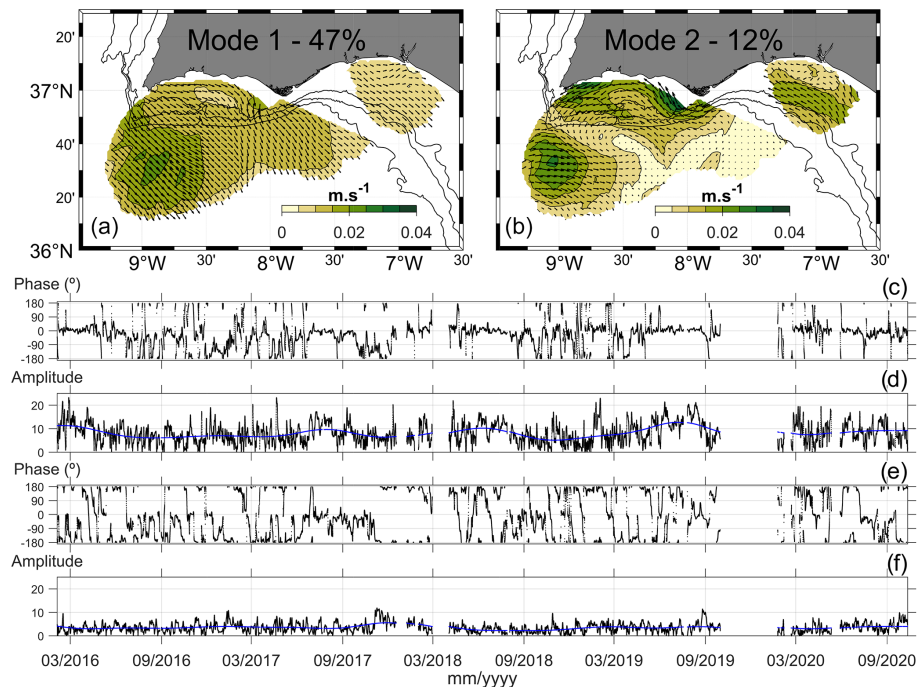 Mode 1 - 47%
Mode 2 - 12%
20'
37°N
40'
20'
36°N
m.s⁻¹
0 0.02 0.04
m.s⁻¹
0 0.02 0.04
(a)
(b)
9°W 30' 8°W 30' 7°W 30'
9°W 30' 8°W 30' 7°W 30'
Phase (º)
(c)
180
90
0
-90
-180
Amplitude
(d)
20
10
0
Phase (º)
(e)
180
90
0
-90
-180
Amplitude
(f)
20
10
0
03/2016 09/2016 03/2017 09/2017 03/2018 09/2018 03/2019 09/2019 03/2020 09/2020
mm/yyyy